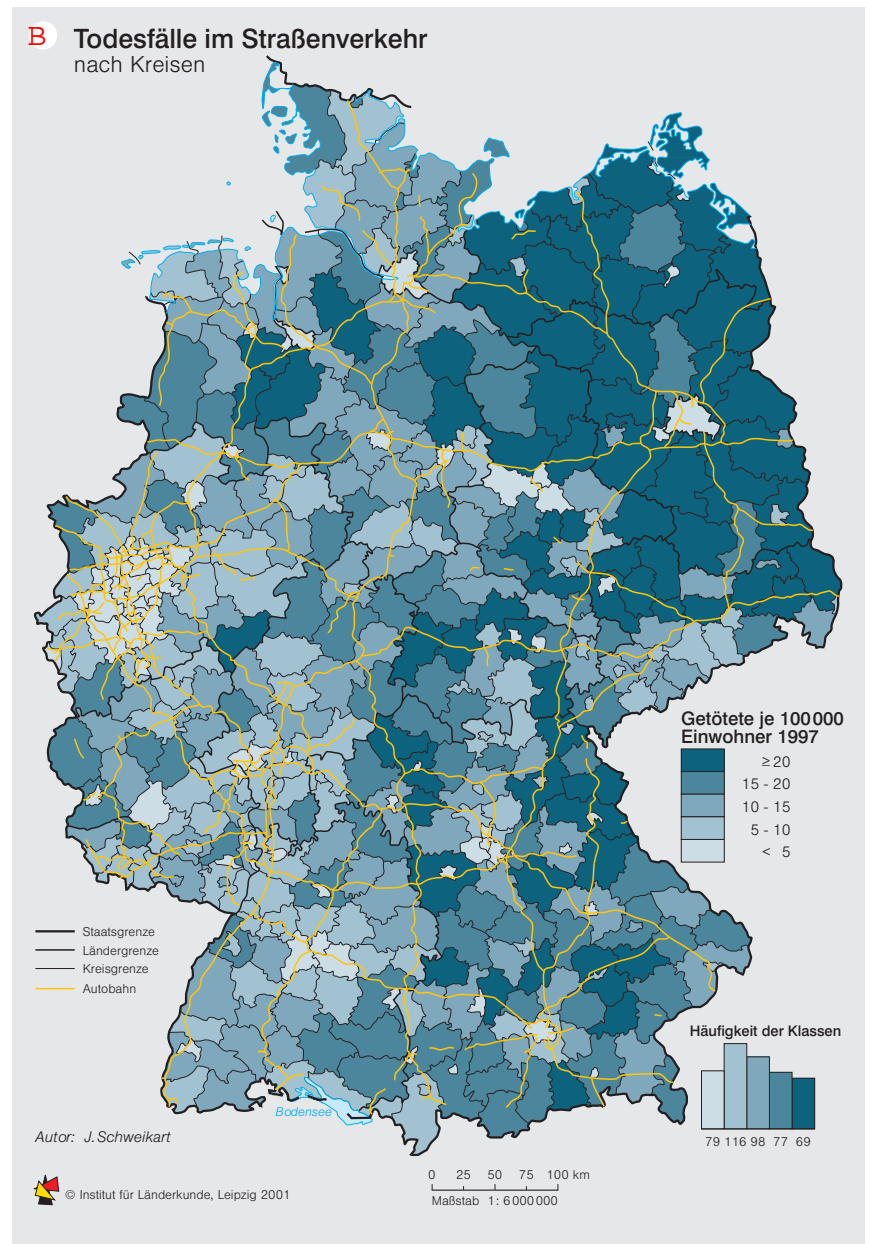 B
Todesfälle im Straßenverkehr
nach Kreisen
Getötete je 100000
Einwohner 1997
≥20
15 - 20
10 - 15
5 - 10
< 5
Staatsgrenze
Ländergrenze
Kreisgrenze
Autobahn
Häufigkeit der Klassen
79 116 98 77 69
Bodensee
Autor: J. Schweikart
© Institut für Länderkunde, Leipzig 2001
0 25 50 75 100 km
Maßstab 1: 6000000